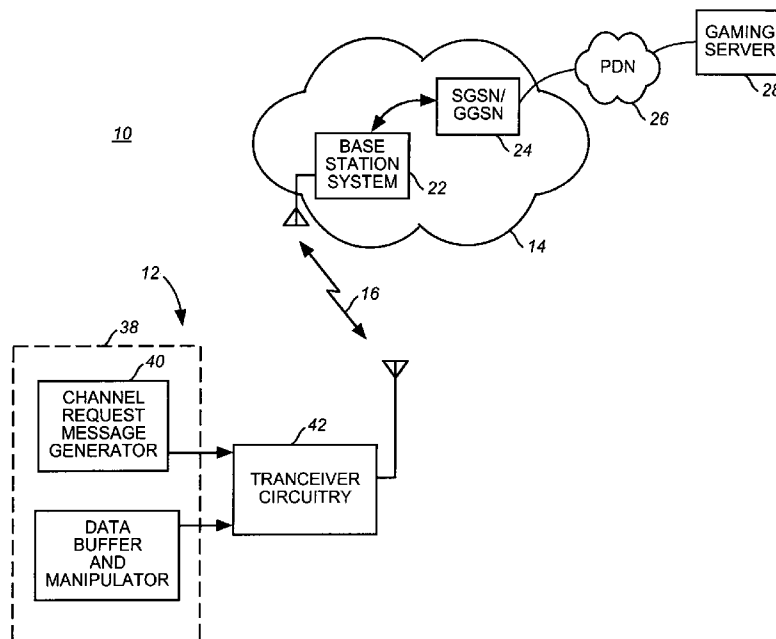 GAMING
SERVER
28
PDN
26
SGSN/
GGSN
24
10
BASE
STATION
SYSTEM
22
14
12
16
38
40
CHANNEL
REQUEST
MESSAGE
GENERATOR
42
TRANCEIVER
CIRCUITRY
DATA
BUFFER
AND
MANIPULATOR